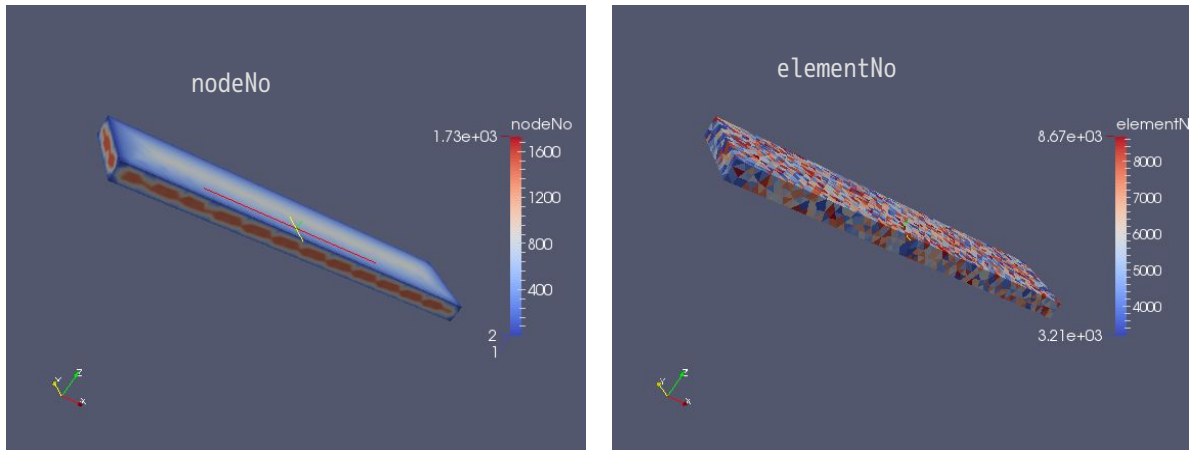 nodeNo
nodeNo
1.73e+03
1600
1200
800
400
2
1
Z
Y
X
elementNo
elementN
8.67e+03
8000
7000
6000
5000
4000
3.21e+03
Z
Y
X